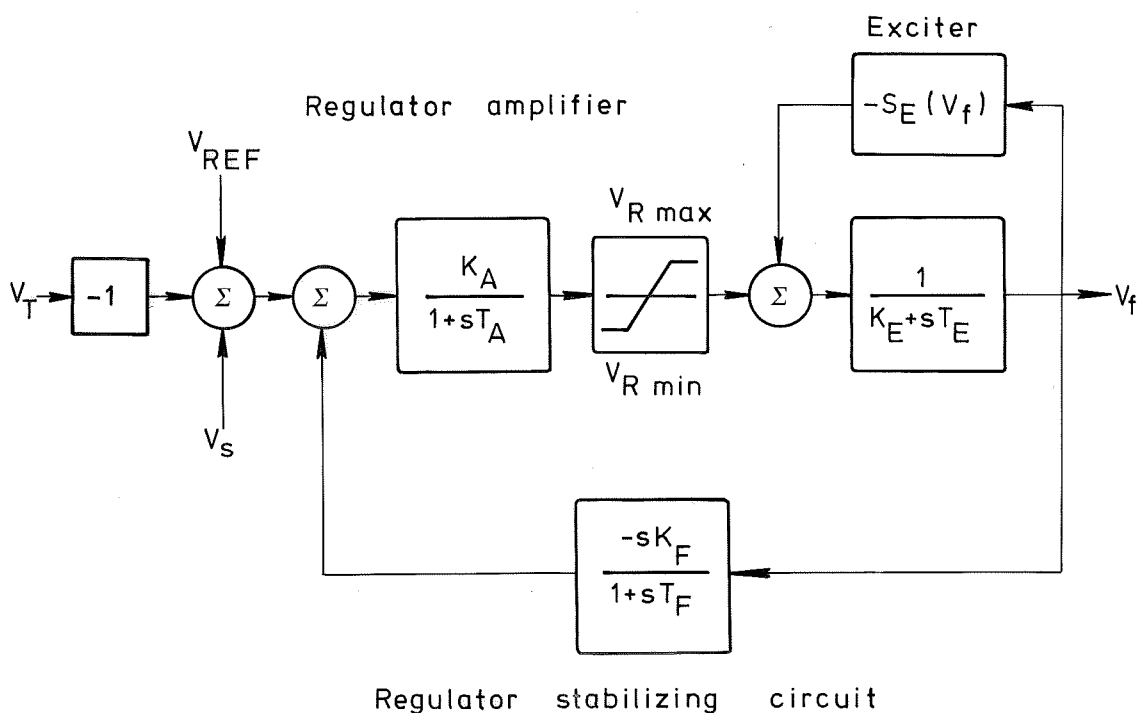 Exciter
-S_E(V_f)
Regulator amplifier
V_REF
V_R max
V_T
-1
Σ
Σ
K_A
1+sT_A
Σ
1
K_E+sT_E
V_f
V_R min
V_s
-sK_F
1+sT_F
Regulator stabilizing circuit